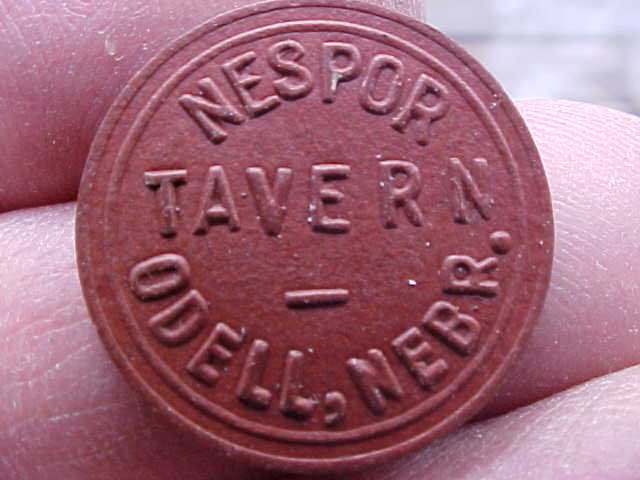 NESPOR
TAVERN
—
ODELL, NEBR.